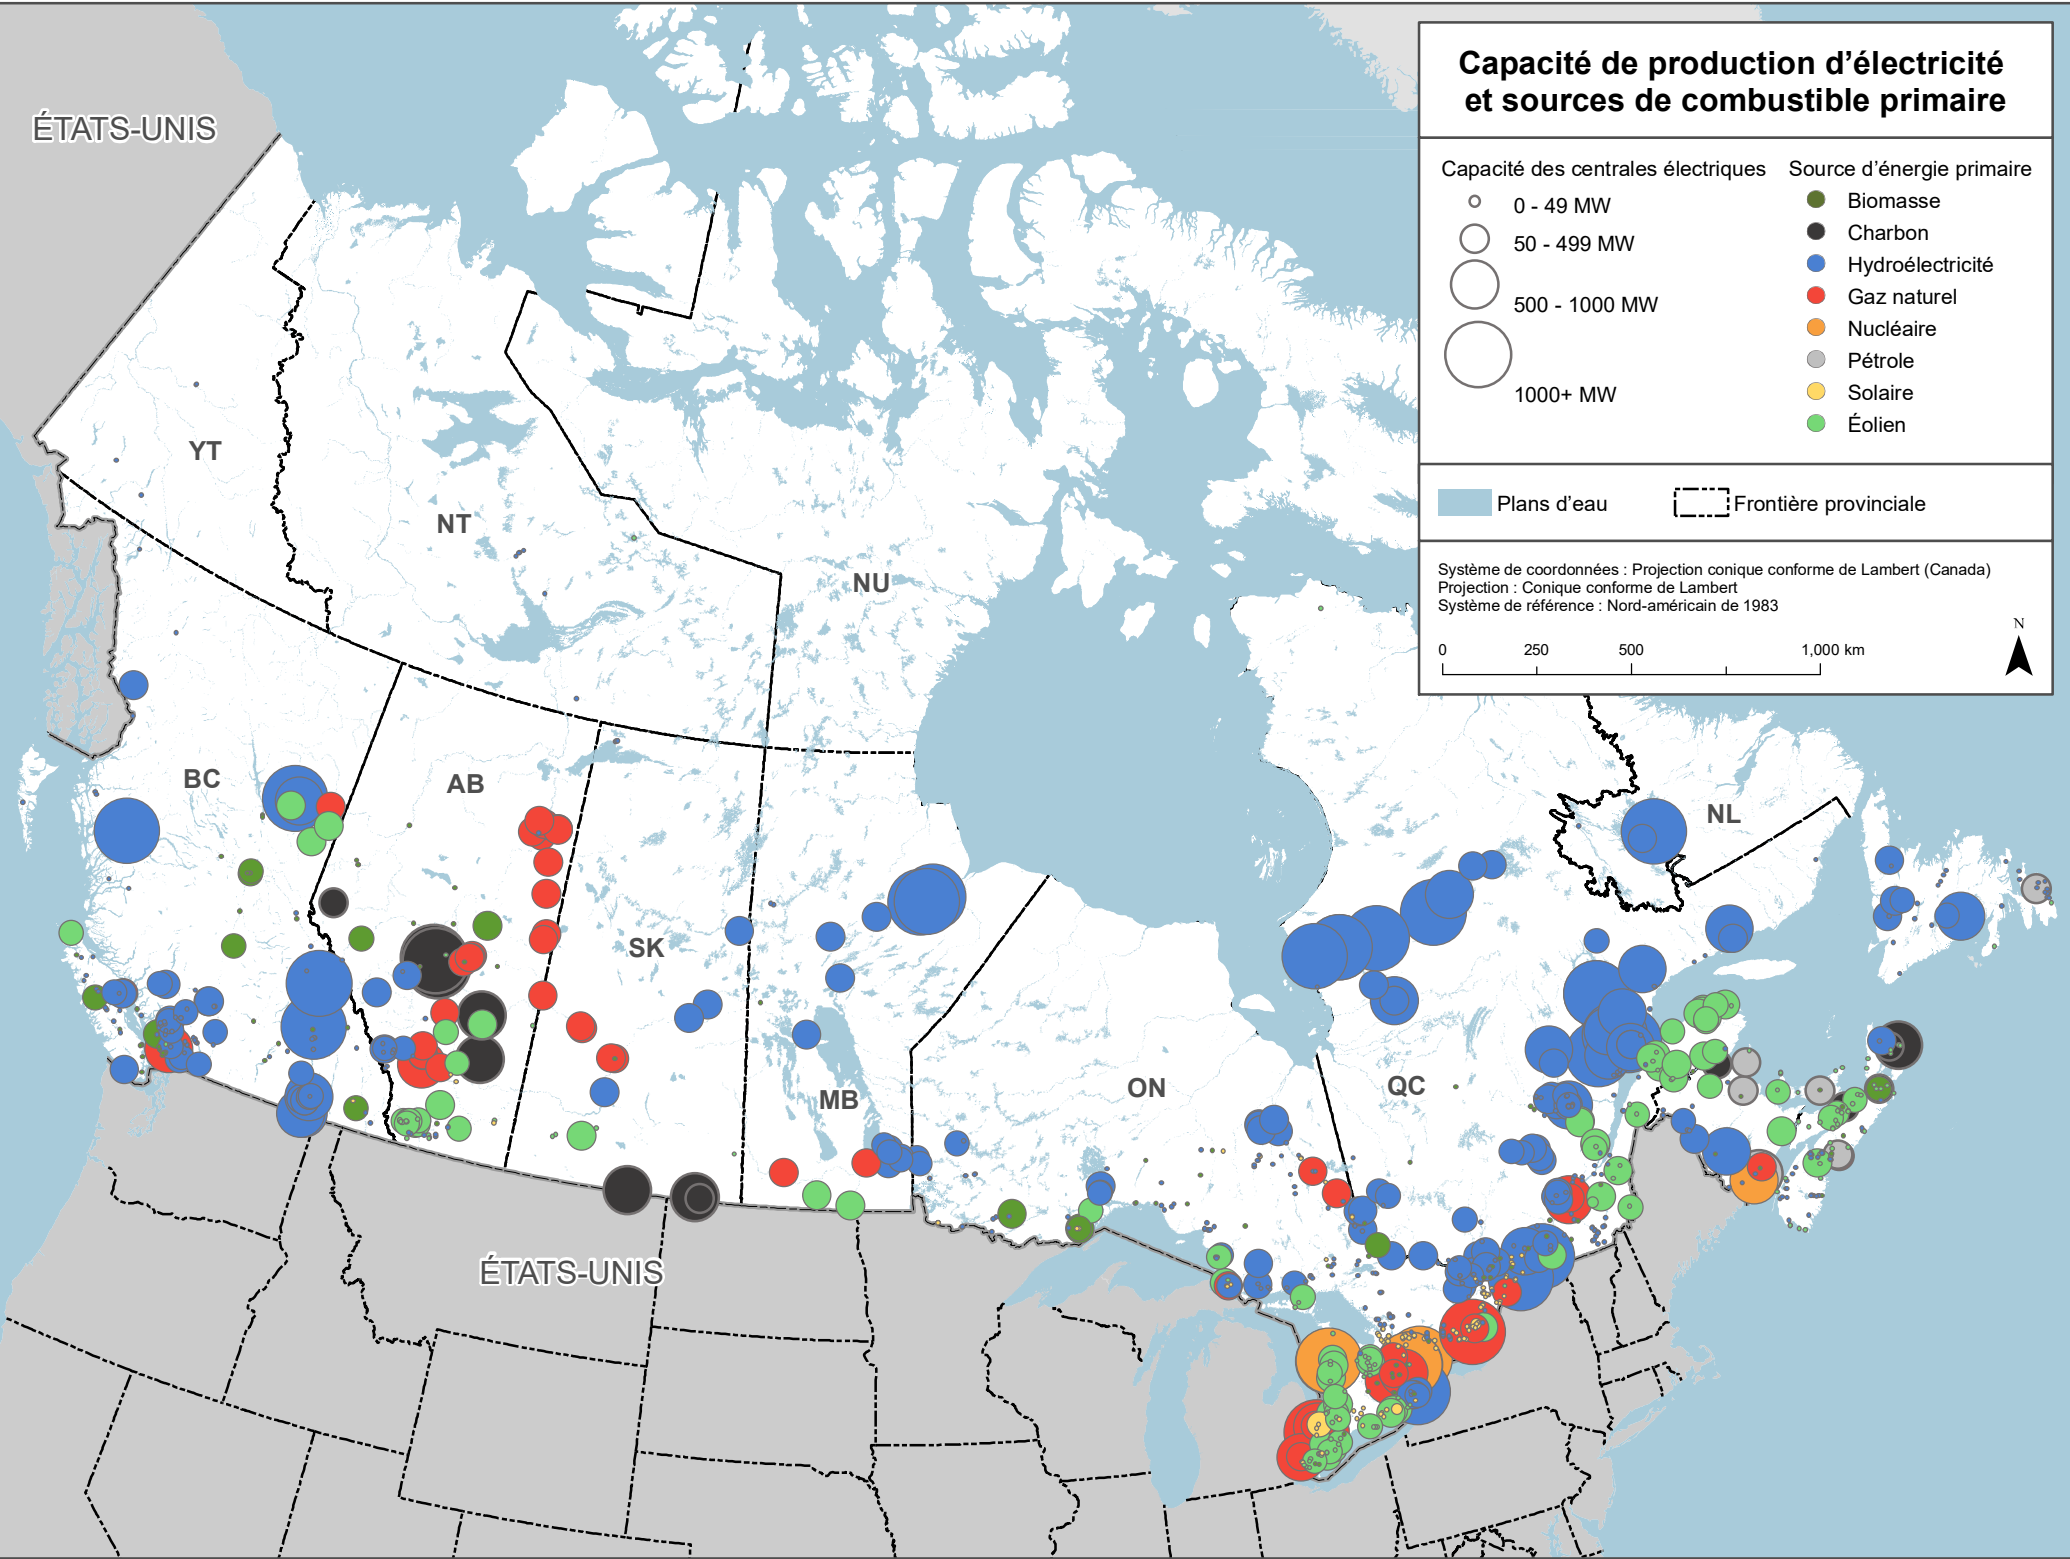 Capacité de production d'électricité
et sources de combustible primaire
Capacité des centrales électriques
0 - 49 MW
50 - 499 MW
500 - 1000 MW
1000+ MW
Source d'énergie primaire
Biomasse
Charbon
Hydroélectricité
Gaz naturel
Nucléaire
Pétrole
Solaire
Éolien
Plans d'eau
Frontière provinciale
Système de coordonnées : Projection conique conforme de Lambert (Canada)
Projection : Conique conforme de Lambert
Système de référence : Nord-américain de 1983
0 250 500 1,000 km
N
ÉTATS-UNIS
YT
NT
NU
BC
AB
SK
MB
ON
QC
NL
ÉTATS-UNIS